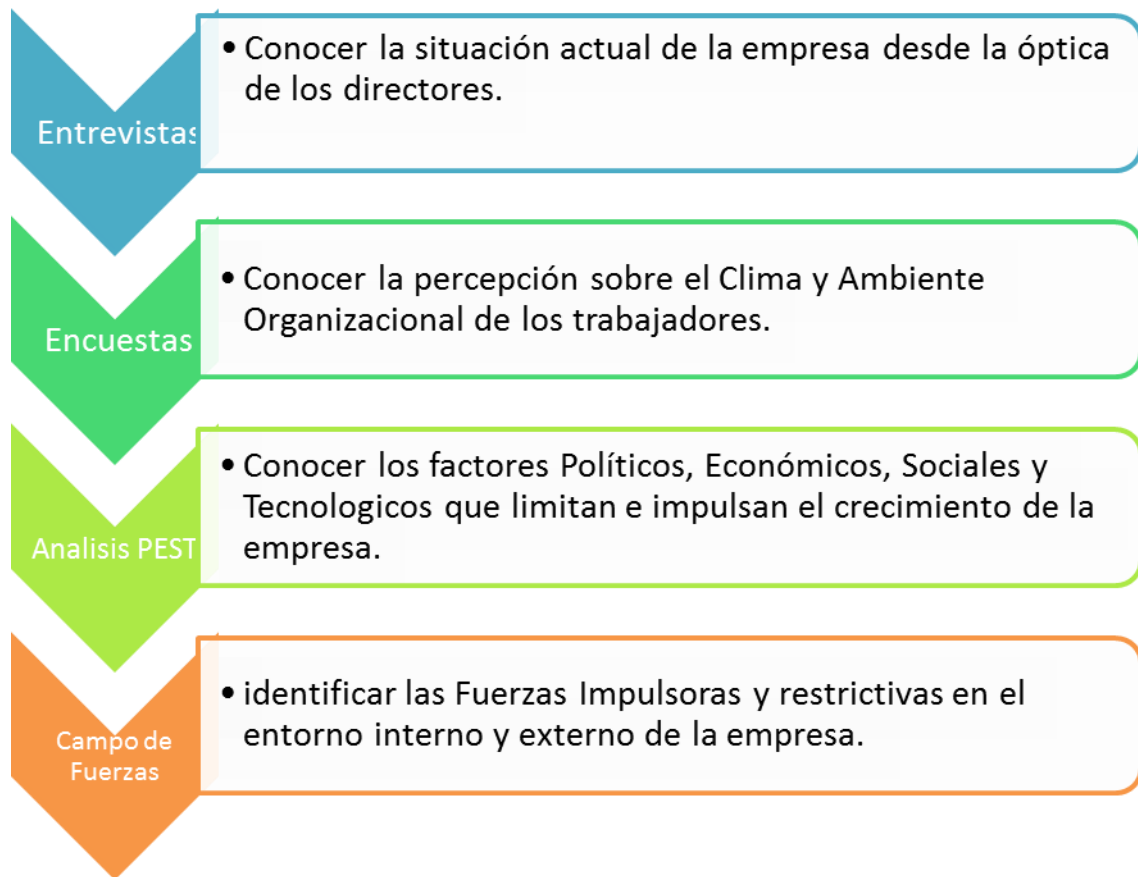 Entrevistas
• Conocer la situación actual de la empresa desde la óptica
de los directores.
Encuestas
• Conocer la percepción sobre el Clima y Ambiente
Organizacional de los trabajadores.
Analisis PEST
• Conocer los factores Políticos, Económicos, Sociales y
Tecnologicos que limitan e impulsan el crecimiento de la
empresa.
Campo de
Fuerzas
• identificar las Fuerzas Impulsoras y restrictivas en el
entorno interno y externo de la empresa.